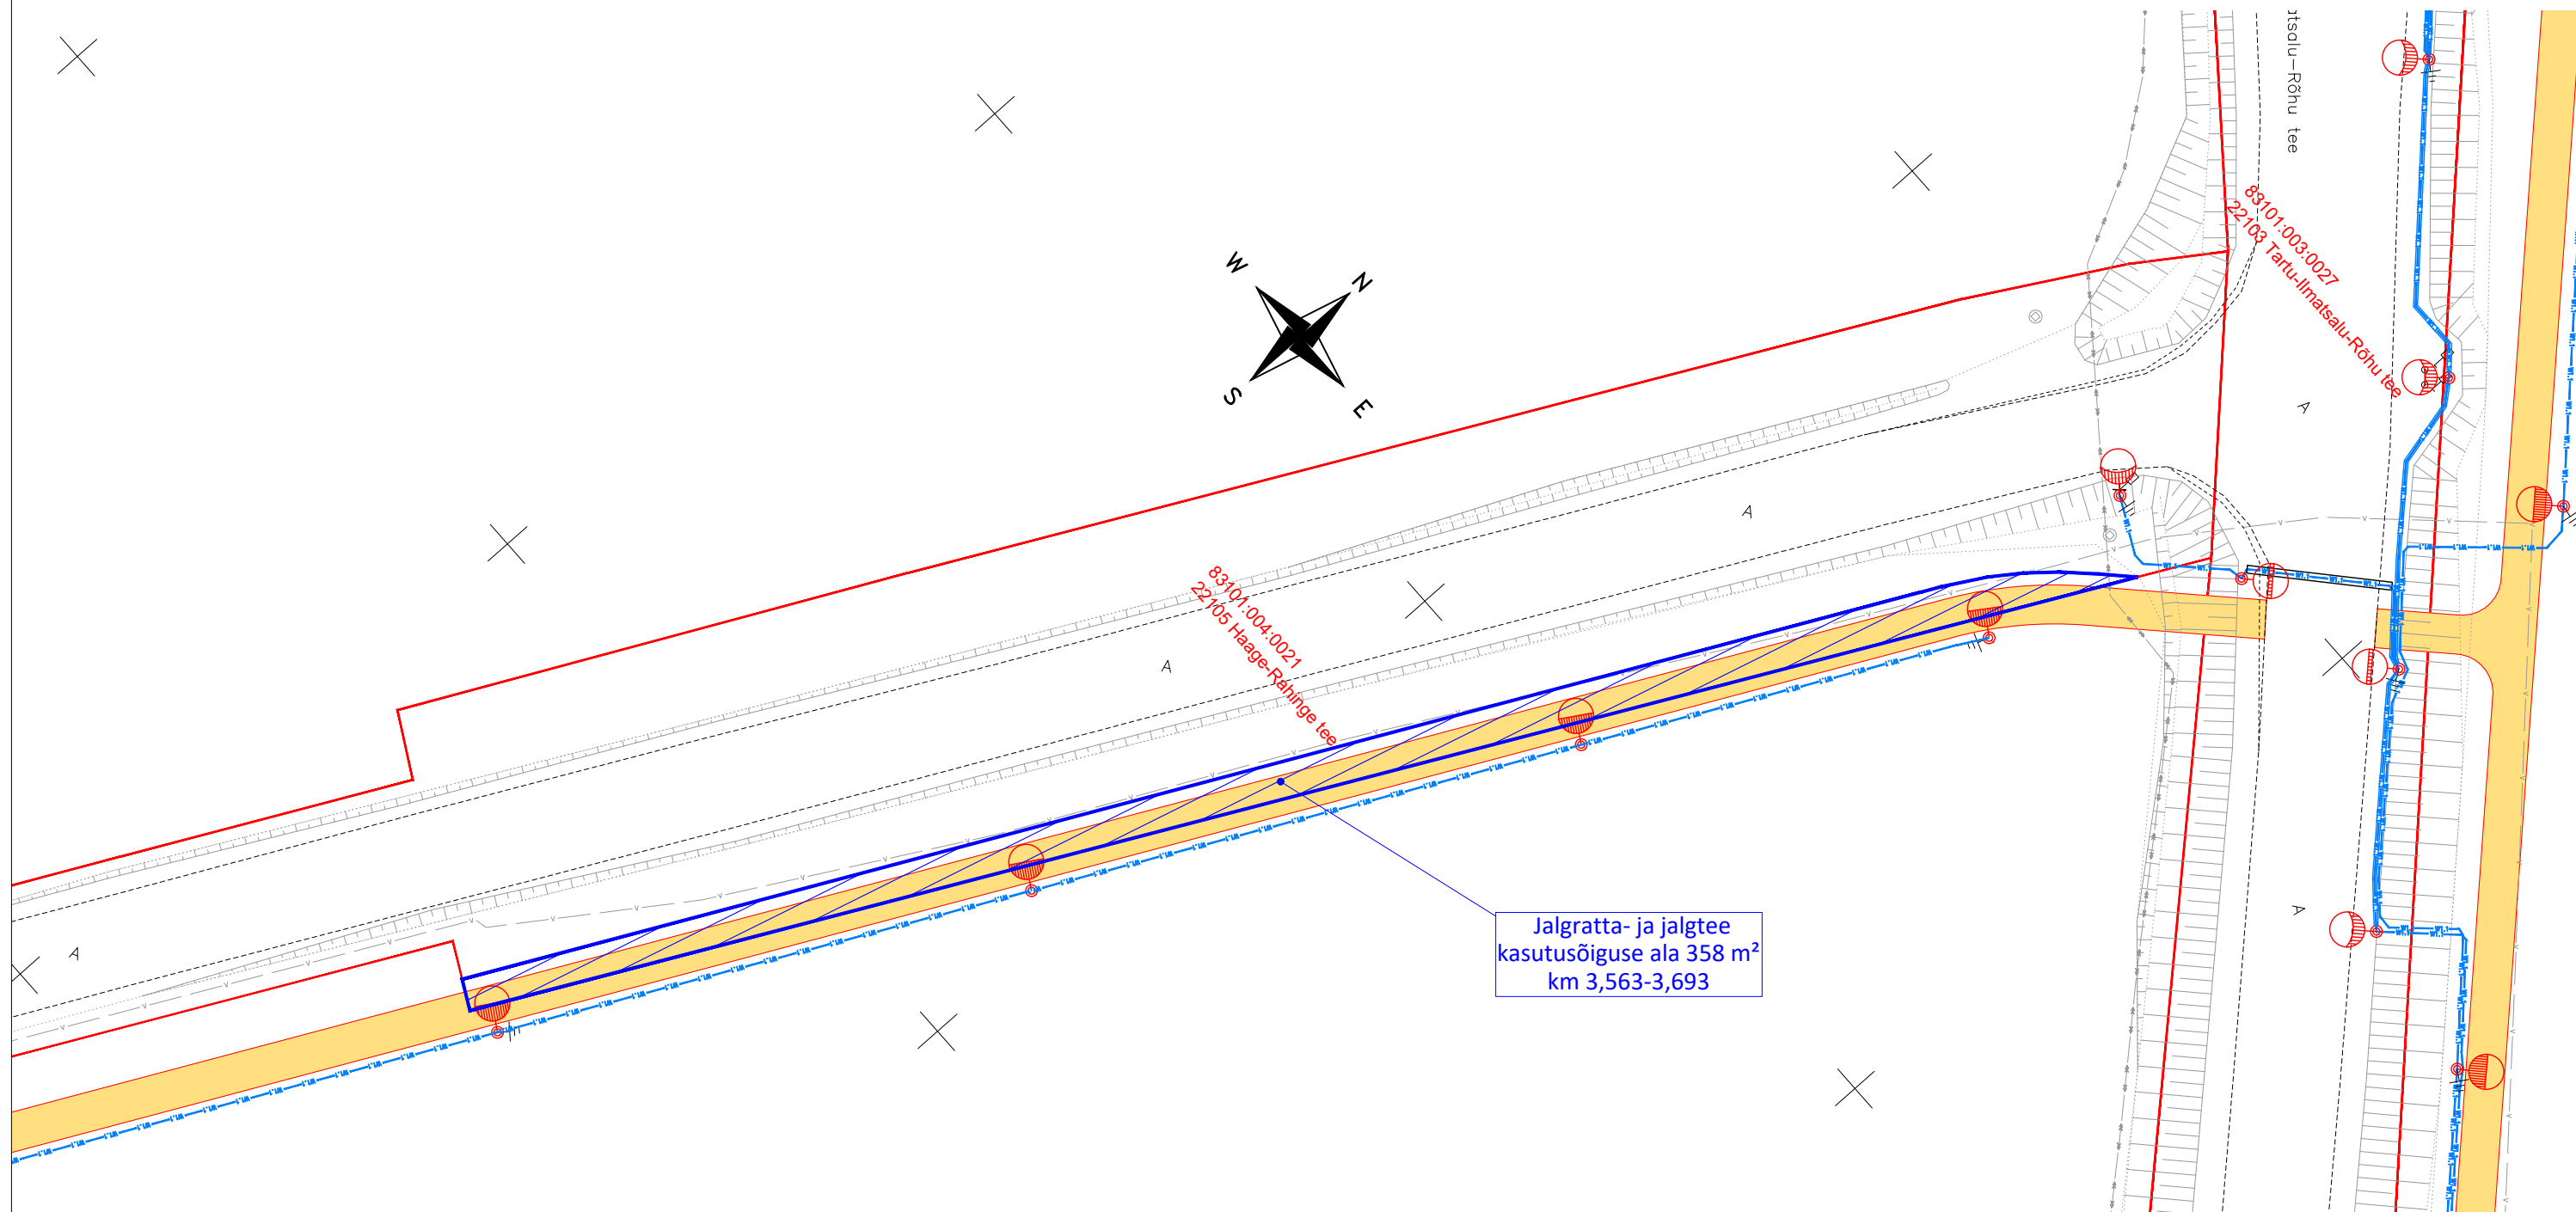 atsalu-Rõhu tee
83101:003:0027
22103 Tartu-Ilmatsalu-Rõhu tee
W
N
S
E
A
A
A
A
A
83101:004:0021
22105 Haage-Rahinge tee
Jalgratta- ja jalgtee
kasutusõiguse ala 358 m²
km 3,563-3,693